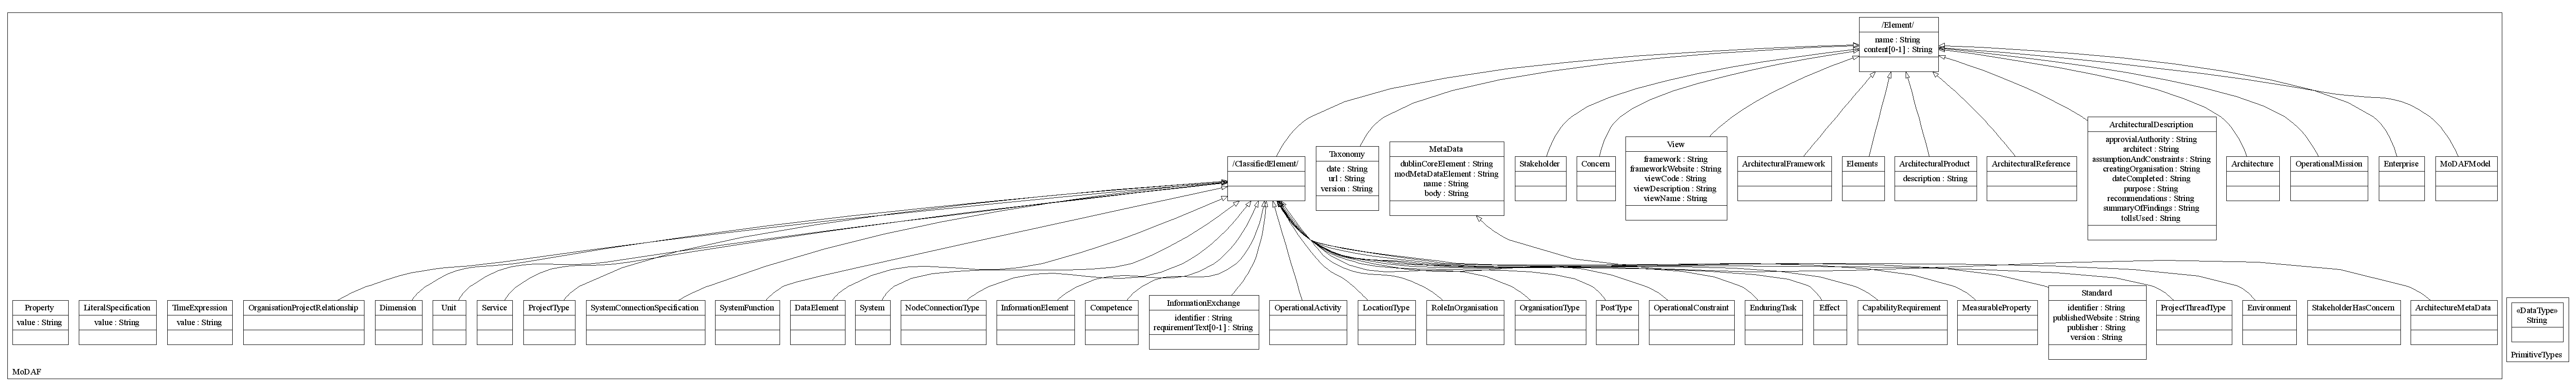 /Element/
name : String
content[0-1] : String
/ClassifiedElement/
Taxonomy
date : String
url : String
version : String
MetaData
dublinCoreElement : String
modMetaDataElement : String
name : String
body : String
Stakeholder
Concern
View
framework : String
frameworkWebsite : String
viewCode : String
viewDescription : String
viewName : String
ArchitecturalFramework
Elements
ArchitecturalProduct
description : String
ArchitecturalReference
ArchitecturalDescription
approvialAuthority : String
architect : String
assumptionAndConstraints : String
creatingOrganisation : String
dateCompleted : String
purpose : String
recommendations : String
summaryOfFindings : String
tollsUsed : String
Architecture
OperationalMission
Enterprise
MoDAFModel
Property
value : String
LiteralSpecification
value : String
TimeExpression
value : String
OrganisationProjectRelationship
Dimension
Unit
Service
ProjectType
SystemConnectionSpecification
SystemFunction
DataElement
System
NodeConnectionType
InformationElement
Competence
InformationExchange
identifier : String
requirementText[0-1] : String
OperationalActivity
LocationType
RoleInOrganisation
OrganisationType
PostType
OperationalConstraint
EnduringTask
Effect
CapabilityRequirement
MeasurableProperty
Standard
identifier : String
publishedWebsite : String
publisher : String
version : String
ProjectThreadType
Environment
StakeholderHasConcern
ArchitectureMetaData
MoDAF
«DataType»
String
PrimitiveTypes